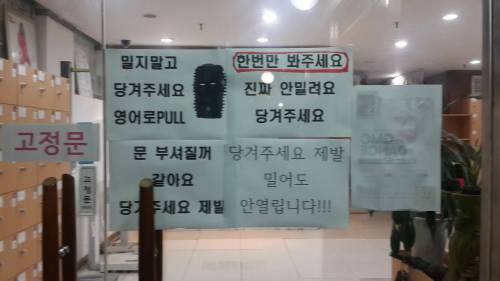 밀지말고
당겨주세요
영어로PULL
한번만 봐주세요
진짜 안밀려요
당겨주세요
문 부셔질꺼
같아요
당겨주세요 제발
당겨주세요 제발
밀어도
안열립니다!!!
고정문
고정문